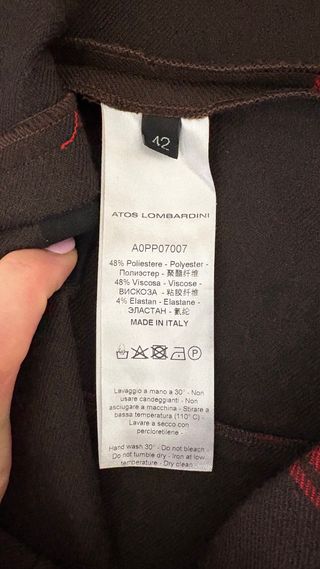 42
ATOS LOMBARDINI
A0PP07007
48% Poliestere - Polyester -
Полиэстер - 聚酯纤维
48% Viscosa - Viscose -
ВИСКОЗА - 粘胶纤维
4% Elastan - Elastane -
ЭЛАСТАН - 氨纶
MADE IN ITALY
P
Lavaggio a mano a 30° - Non
usare candeggianti - Non
asciugare a macchina - Stirare a
bassa temperatura (110° C) -
Lavare a secco con
percloretilene -
Hand wash 30° - Do not bleach -
Do not tumble dry - Iron at low
temperature - Dry clean